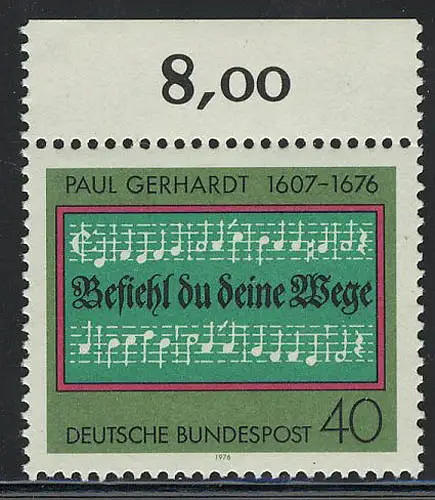 8,00
PAUL GERHARDT 1607-1676
Befiehl du deine Wege
DEUTSCHE BUNDESPOST 40
1976